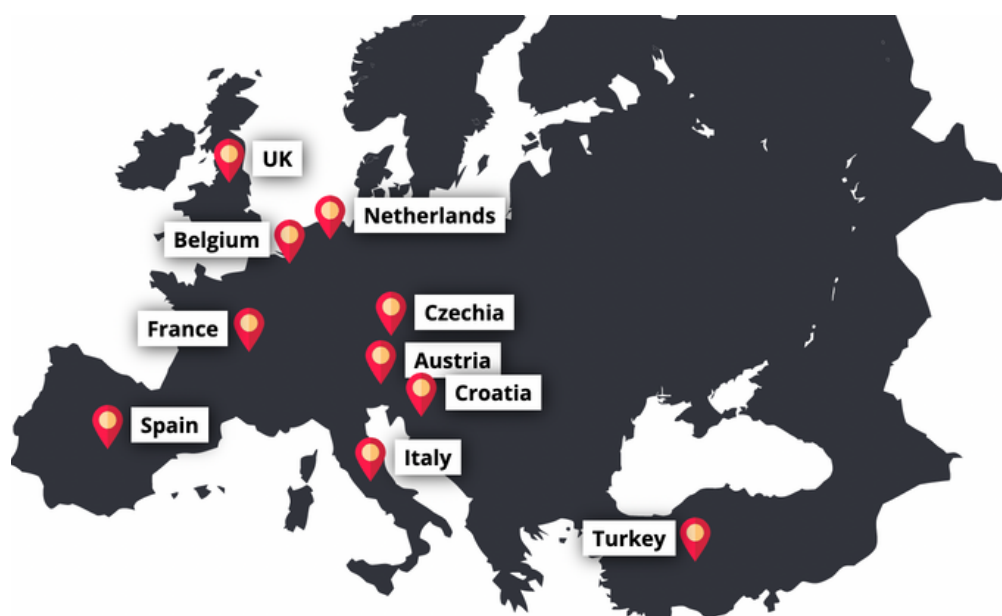 UK
Netherlands
Belgium
Czechia
France
Austria
Croatia
Spain
Italy
Turkey